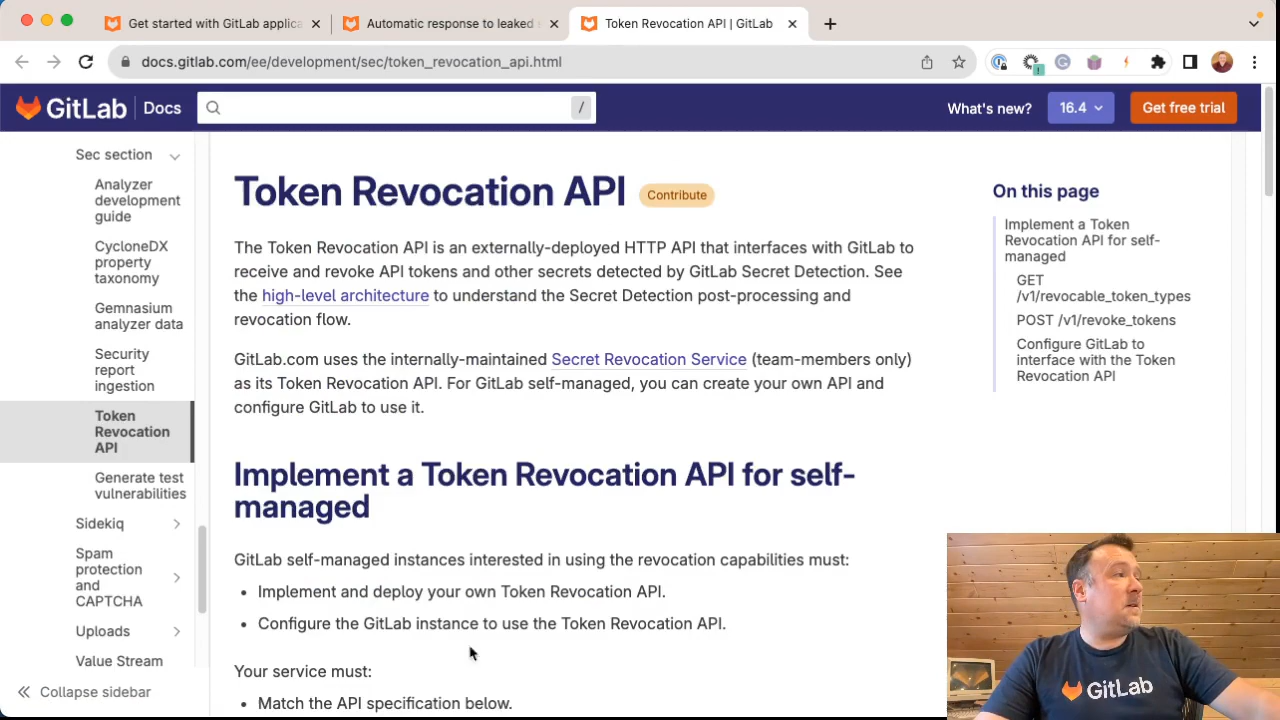 Get started with GitLab applica
Automatic response to leaked
Token Revocation API | GitLab
docs.gitlab.com/ee/development/sec/token_revocation_api.html
GitLab Docs
/
What's new?
16.4
Get free trial
Sec section
Analyzer
development
guide
CycloneDX
property
taxonomy
Gemnasium
analyzer data
Security
report
ingestion
Token
Revocation
API
Generate test
vulnerabilities
Sidekiq
Spam
protection
and
CAPTCHA
Uploads
Value Stream
Collapse sidebar
Token Revocation API Contribute
The Token Revocation API is an externally-deployed HTTP API that interfaces with GitLab to
receive and revoke API tokens and other secrets detected by GitLab Secret Detection. See
the high-level architecture to understand the Secret Detection post-processing and
revocation flow.
GitLab.com uses the internally-maintained Secret Revocation Service (team-members only)
as its Token Revocation API. For GitLab self-managed, you can create your own API and
configure GitLab to use it.
Implement a Token Revocation API for self-
managed
GitLab self-managed instances interested in using the revocation capabilities must:
• Implement and deploy your own Token Revocation API.
• Configure the GitLab instance to use the Token Revocation API.
Your service must:
• Match the API specification below.
On this page
Implement a Token
Revocation API for self-
managed
GET
/v1/revocable_token_types
POST /v1/revoke_tokens
Configure GitLab to
interface with the Token
Revocation API
GitLab